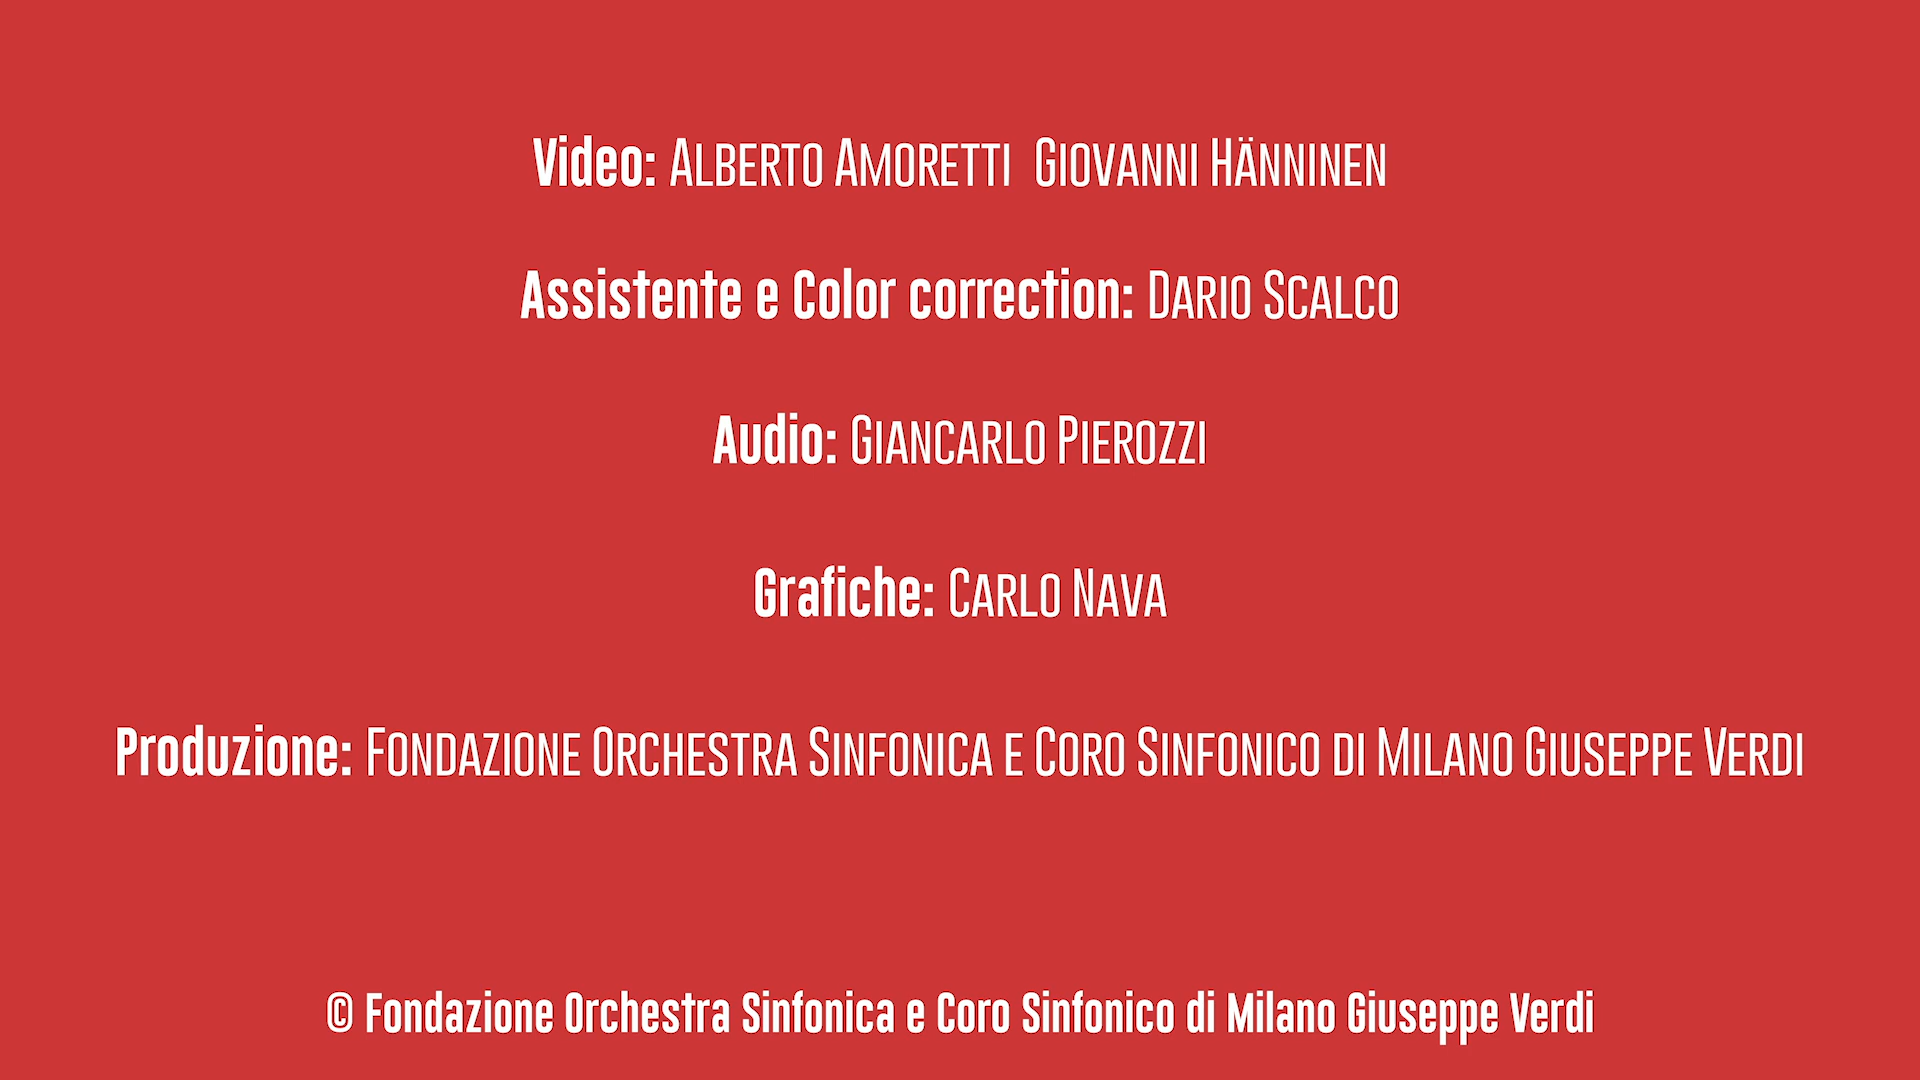 Video: Alberto Amoretti  Giovanni Hänninen
Assistente e Color correction: Dario Scalco
Audio: Giancarlo Pierozzi
Grafiche: Carlo Nava
Produzione: Fondazione Orchestra Sinfonica e Coro Sinfonico di Milano Giuseppe Verdi
© Fondazione Orchestra Sinfonica e Coro Sinfonico di Milano Giuseppe Verdi